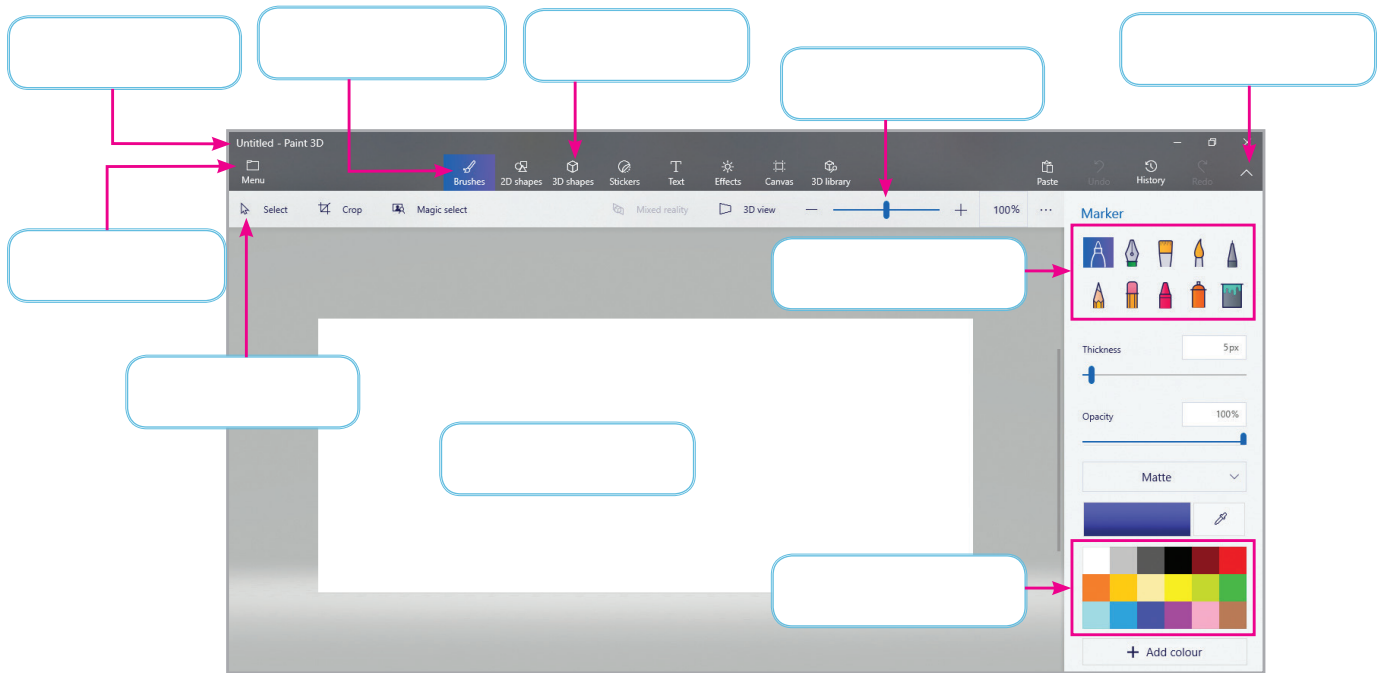 Untitled - Paint 3D
Menu
Brushes
2D shapes
3D shapes
Stickers
Text
Effects
Canvas
3D library
Paste
Undo
History
Redo
Select
Crop
Magic select
Mixed reality
3D view
100%
Marker
Thickness
5px
Opacity
100%
Matte
+ Add colour